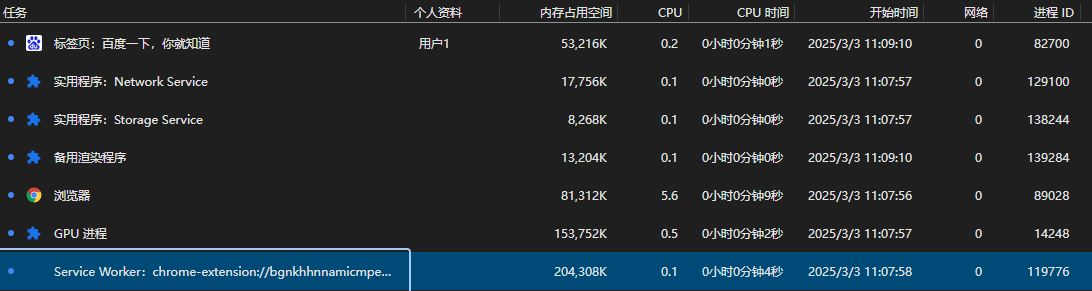 任务 个人资料 内存占用空间 CPU CPU 时间 开始时间 网络 进程 ID
标签页：百度一下，你就知道 用户1 53,216K 0.2 0小时0分钟1秒 2025/3/3 11:09:10 0 82700
实用程序：Network Service 17,756K 0.1 0小时0分钟0秒 2025/3/3 11:07:57 0 129100
实用程序：Storage Service 8,268K 0.1 0小时0分钟0秒 2025/3/3 11:07:57 0 138244
备用渲染程序 13,204K 0.1 0小时0分钟0秒 2025/3/3 11:09:10 0 139284
浏览器 81,312K 5.6 0小时0分钟9秒 2025/3/3 11:07:56 0 89028
GPU 进程 153,752K 0.5 0小时0分钟2秒 2025/3/3 11:07:57 0 14248
Service Worker：chrome-extension://bgnkhhnnamicmpe... 204,308K 0.1 0小时0分钟4秒 2025/3/3 11:07:58 0 119776